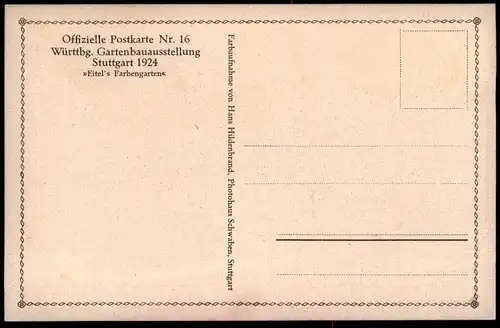 Offizielle Postkarte Nr. 16
Württbg. Gartenbauausstellung
Stuttgart 1924
»Eitel's Farbengarten«
Farbaufnahme von Hans Hildenbrand, Photohaus Schwaben, Stuttgart